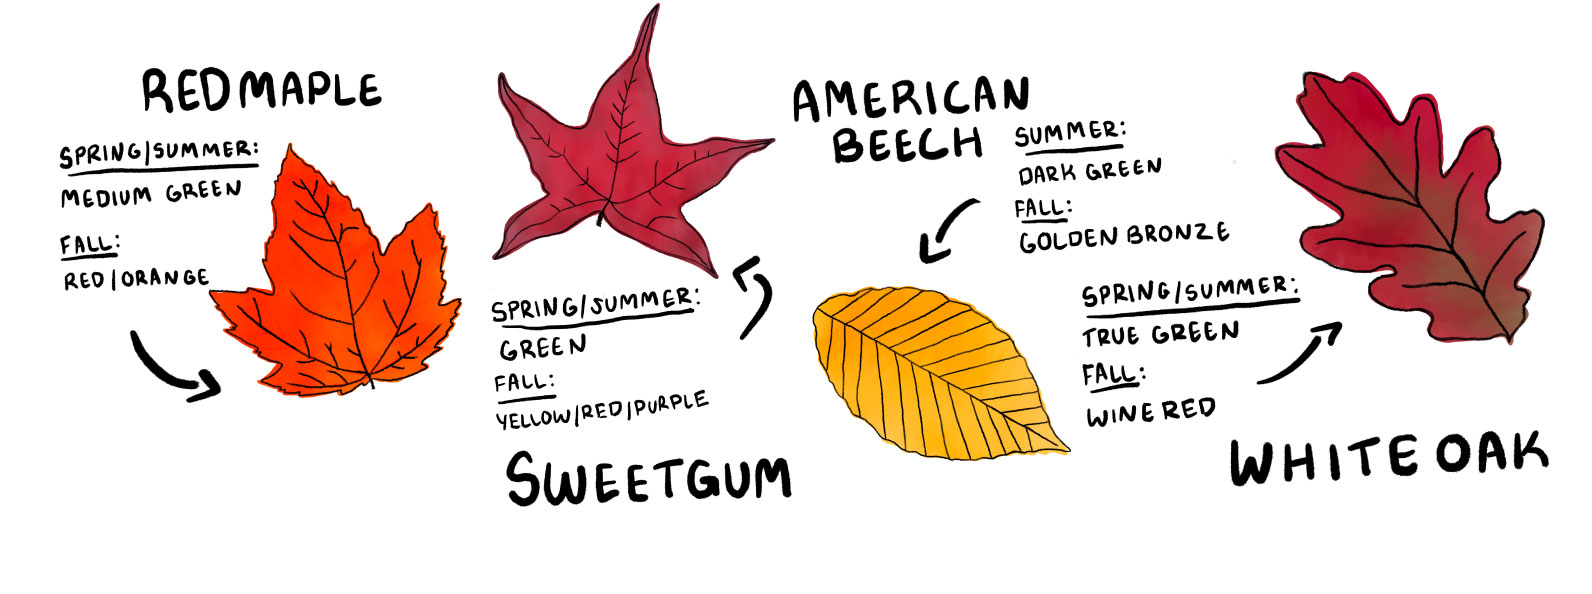 RED MAPLE
SPRING/SUMMER:
MEDIUM GREEN
FALL:
RED/ORANGE
SPRING/SUMMER:
GREEN
FALL:
YELLOW/RED/PURPLE
SWEETGUM
AMERICAN
BEECH
SUMMER:
DARK GREEN
FALL:
GOLDEN BRONZE
SPRING/SUMMER:
TRUE GREEN
FALL:
WINE RED
WHITE OAK